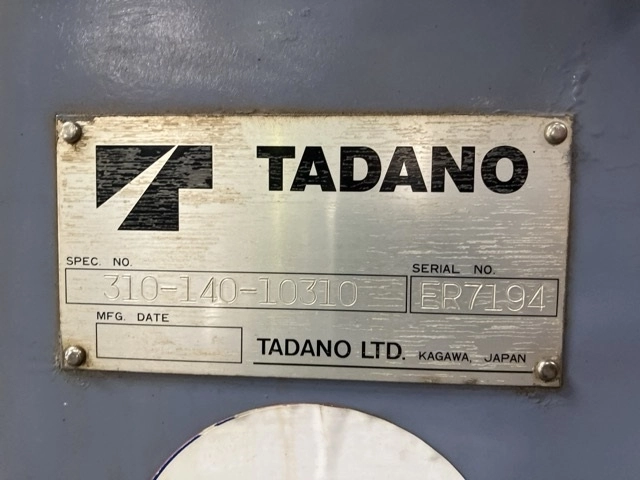 TADANO
SPEC. NO.
310-140-10310
SERIAL NO.
ER7194
MFG. DATE
TADANO LTD. KAGAWA, JAPAN